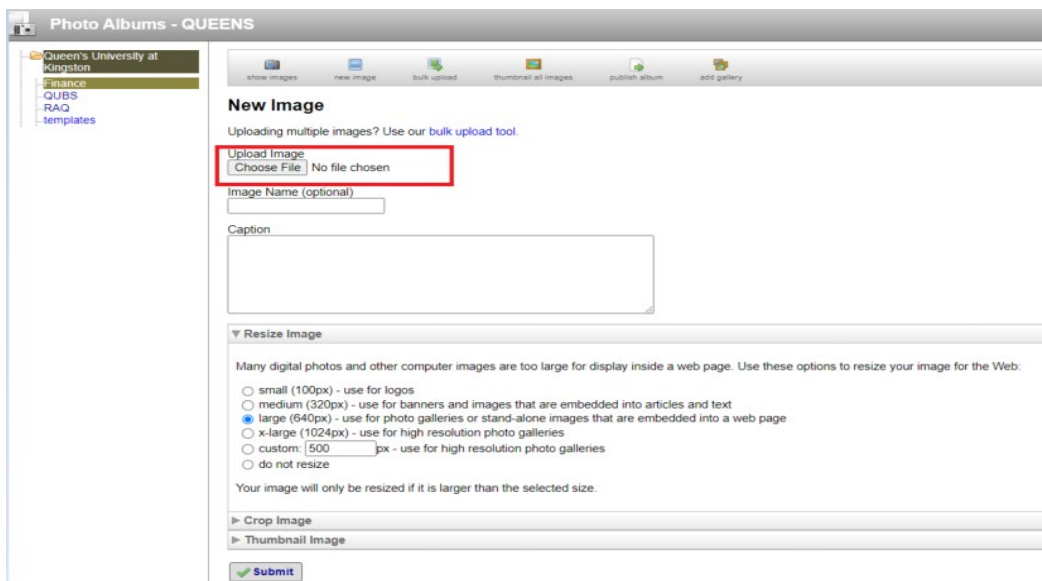 Photo Albums - QUEENS
Queen's University at
Kingston
Finance
QUBS
RAQ
templates
show images new image bulk upload thumbnail all images publish album add gallery
New Image
Uploading multiple images? Use our bulk upload tool.
Upload Image
Choose File No file chosen
Image Name (optional)
Caption
Resize Image
Many digital photos and other computer images are too large for display inside a web page. Use these options to resize your image for the Web:
small (100px) - use for logos
medium (320px) - use for banners and images that are embedded into articles and text
large (640px) - use for photo galleries or stand-alone images that are embedded into a web page
x-large (1024px) - use for high resolution photo galleries
custom: 500 px - use for high resolution photo galleries
do not resize
Your image will only be resized if it is larger than the selected size.
Crop Image
Thumbnail Image
Submit